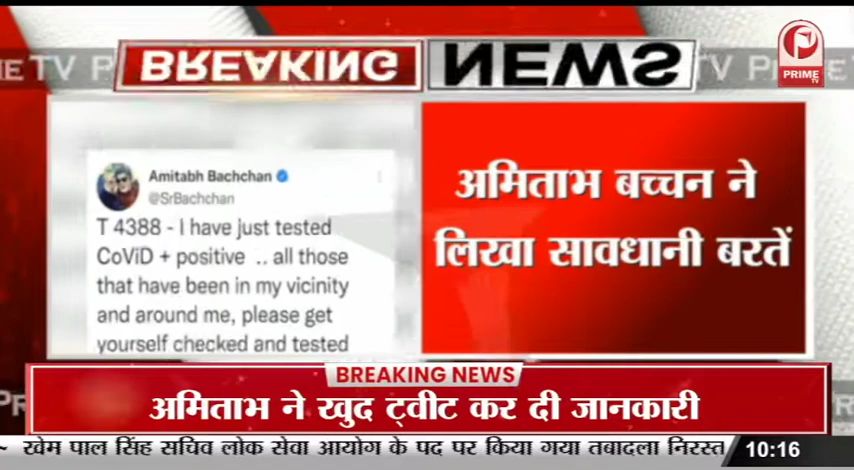 BREAKING NEWS
PRIME TV
Amitabh Bachchan
@SrBachchan
T 4388 - I have just tested
CoViD + positive .. all those
that have been in my vicinity
and around me, please get
yourself checked and tested
अमिताभ बच्चन ने
लिखा सावधानी बरतें
BREAKING NEWS
अमिताभ ने खुद ट्वीट कर दी जानकारी
~ खेम पाल सिंह सचिव लोक सेवा आयोग के पद पर किया गया तबादला निरस्त
10:16